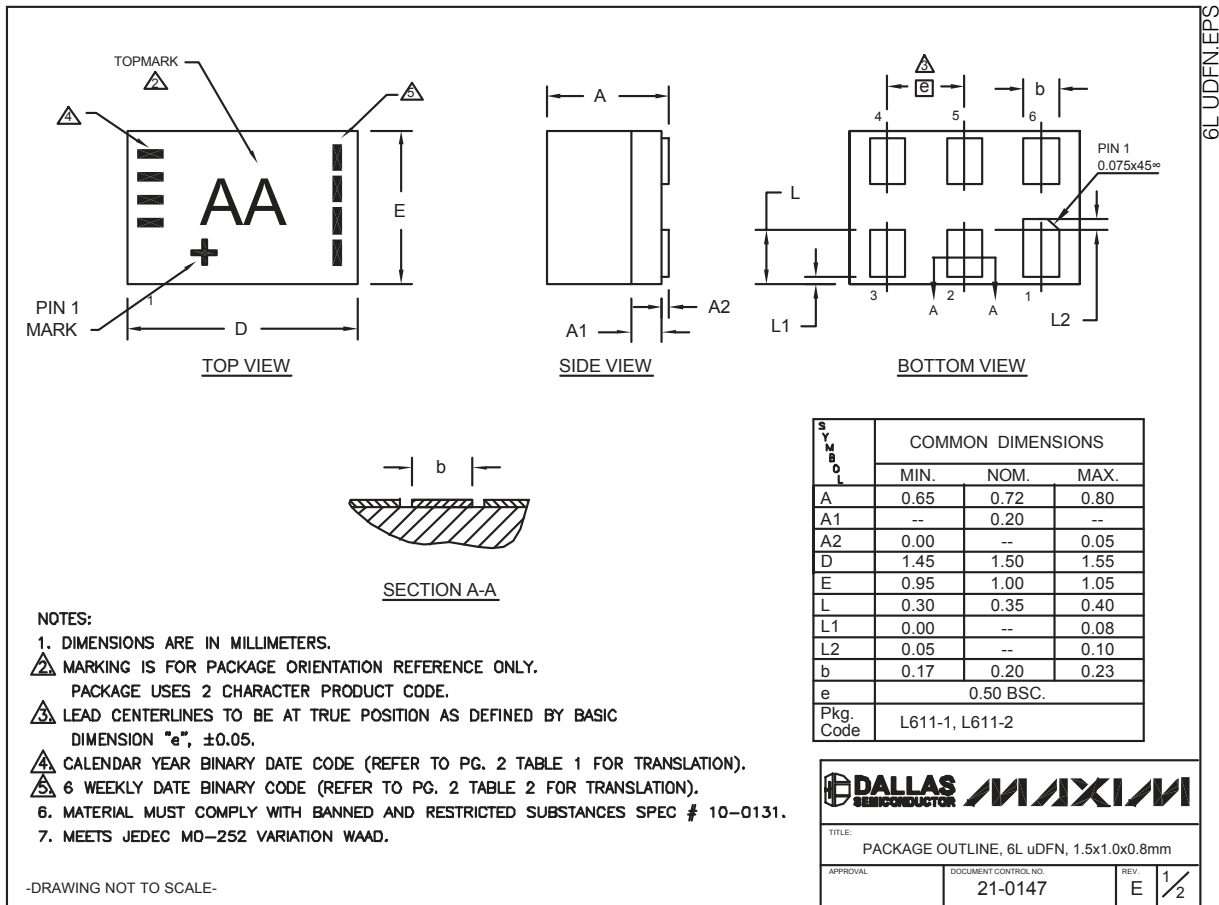 6L UDFN.EPS
TOPMARK
2
4
5
AA
E
PIN 1
MARK
1
D
TOP VIEW
A
A1
A2
SIDE VIEW
3
e
b
4
5
6
PIN 1
0.075x45∞
L
L1
3
2
1
A
A
L2
BOTTOM VIEW
b
SECTION A-A
SYMBOL
COMMON DIMENSIONS
MIN. NOM. MAX.
A 0.65 0.72 0.80
A1 -- 0.20 --
A2 0.00 -- 0.05
D 1.45 1.50 1.55
E 0.95 1.00 1.05
L 0.30 0.35 0.40
L1 0.00 -- 0.08
L2 0.05 -- 0.10
b 0.17 0.20 0.23
e 0.50 BSC.
Pkg.
Code
L611-1, L611-2
NOTES:
1. DIMENSIONS ARE IN MILLIMETERS.
2. MARKING IS FOR PACKAGE ORIENTATION REFERENCE ONLY.
PACKAGE USES 2 CHARACTER PRODUCT CODE.
3. LEAD CENTERLINES TO BE AT TRUE POSITION AS DEFINED BY BASIC
DIMENSION "e", ±0.05.
4. CALENDAR YEAR BINARY DATE CODE (REFER TO PG. 2 TABLE 1 FOR TRANSLATION).
5. 6 WEEKLY DATE BINARY CODE (REFER TO PG. 2 TABLE 2 FOR TRANSLATION).
6. MATERIAL MUST COMPLY WITH BANNED AND RESTRICTED SUBSTANCES SPEC # 10-0131.
7. MEETS JEDEC MO-252 VARIATION WAAD.
-DRAWING NOT TO SCALE-
DALLAS
SEMICONDUCTOR
MAXIM
TITLE:
PACKAGE OUTLINE, 6L uDFN, 1.5x1.0x0.8mm
APPROVAL
DOCUMENT CONTROL NO.
21-0147
REV.
E
1/2